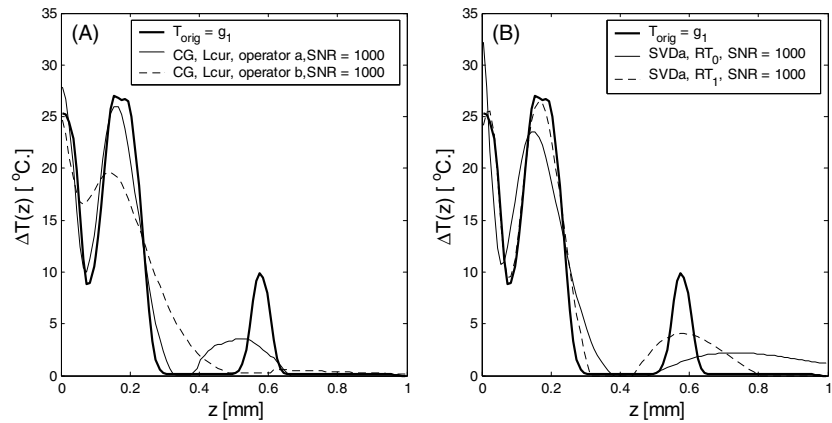 (A)
T_orig = g_1
CG, Lcur, operator a,SNR = 1000
CG, Lcur, operator b,SNR = 1000
35
30
25
20
15
10
5
0
ΔT(z) [ °C.]
0
0.2
0.4
0.6
0.8
1
z [mm]
(B)
T_orig = g_1
SVDa, RT_0, SNR = 1000
SVDa, RT_1, SNR = 1000
35
30
25
20
15
10
5
0
ΔT(z) [ °C.]
0
0.2
0.4
0.6
0.8
1
z [mm]